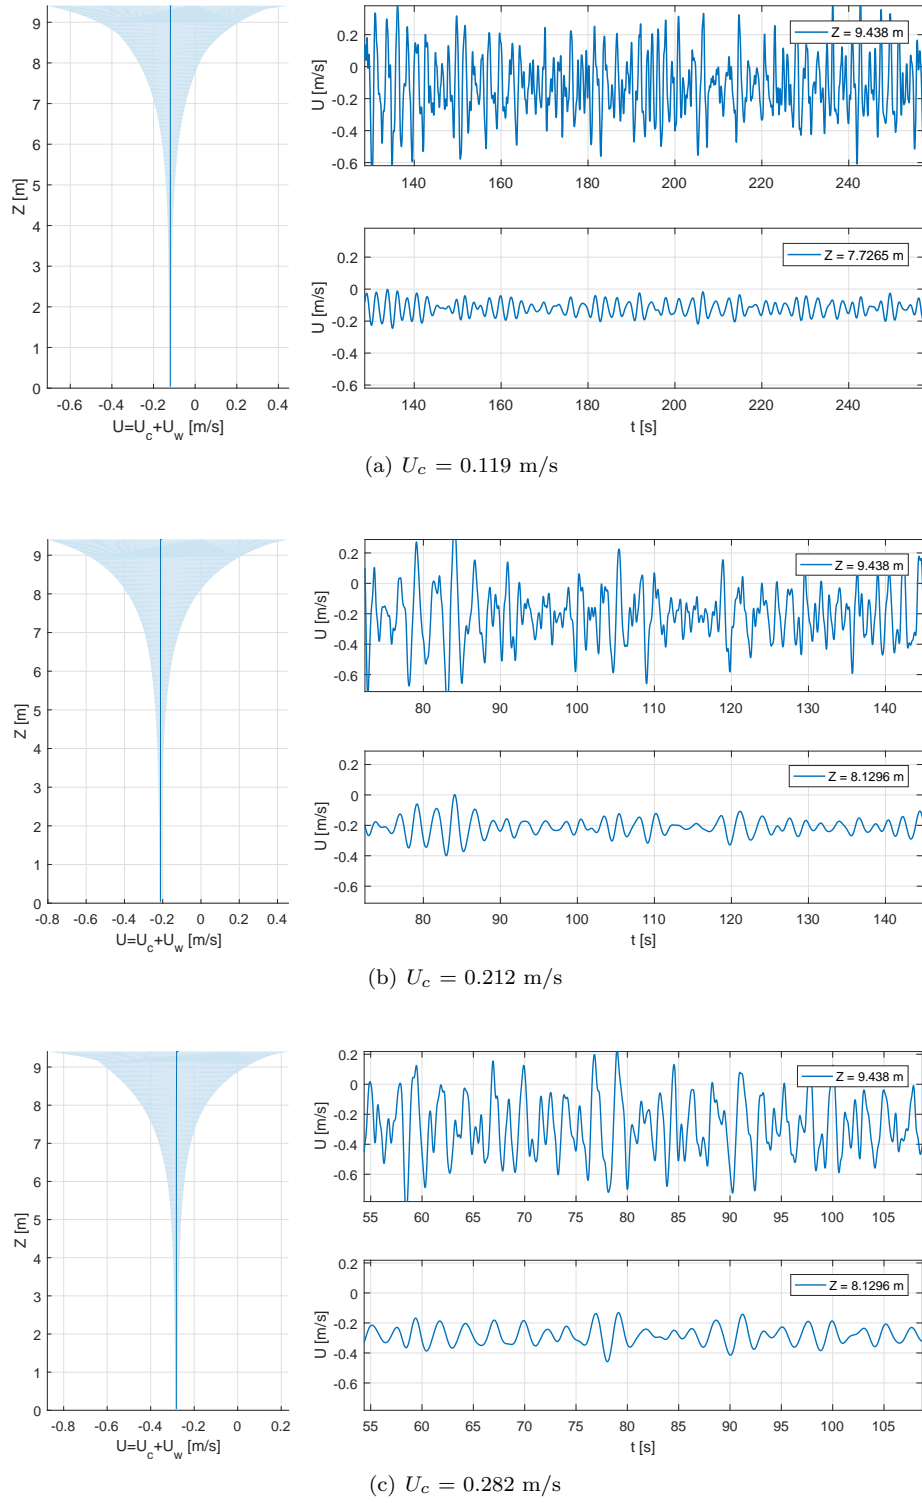 9
8
7
6
5
4
3
2
1
0
Z [m]
-0.6 -0.4 -0.2 0 0.2 0.4
U=U_c+U_w [m/s]
0.2
0
-0.2
-0.4
-0.6
U [m/s]
Z = 9.438 m
140 160 180 200 220 240
0.2
0
-0.2
-0.4
-0.6
U [m/s]
Z = 7.7265 m
140 160 180 200 220 240
t [s]
(a) U_c = 0.119 m/s
9
8
7
6
5
4
3
2
1
0
Z [m]
-0.8 -0.6 -0.4 -0.2 0 0.2 0.4
U=U_c+U_w [m/s]
0.2
0
-0.2
-0.4
-0.6
U [m/s]
Z = 9.438 m
80 90 100 110 120 130 140
0.2
0
-0.2
-0.4
-0.6
U [m/s]
Z = 8.1296 m
80 90 100 110 120 130 140
t [s]
(b) U_c = 0.212 m/s
9
8
7
6
5
4
3
2
1
0
Z [m]
-0.8 -0.6 -0.4 -0.2 0 0.2
U=U_c+U_w [m/s]
0.2
0
-0.2
-0.4
-0.6
U [m/s]
Z = 9.438 m
55 60 65 70 75 80 85 90 95 100 105
0.2
0
-0.2
-0.4
-0.6
U [m/s]
Z = 8.1296 m
55 60 65 70 75 80 85 90 95 100 105
t [s]
(c) U_c = 0.282 m/s